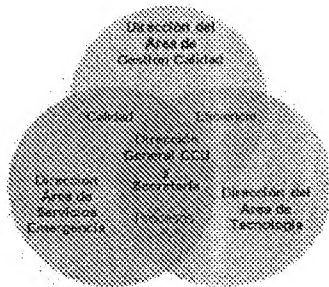 Dirección del
Área de
Gestión Calidad
Calidad
Dirección
General CCU
y
Secretaría
Dirección
Área de
Servicios
Emergencia
Dirección del
Área de
Tecnología